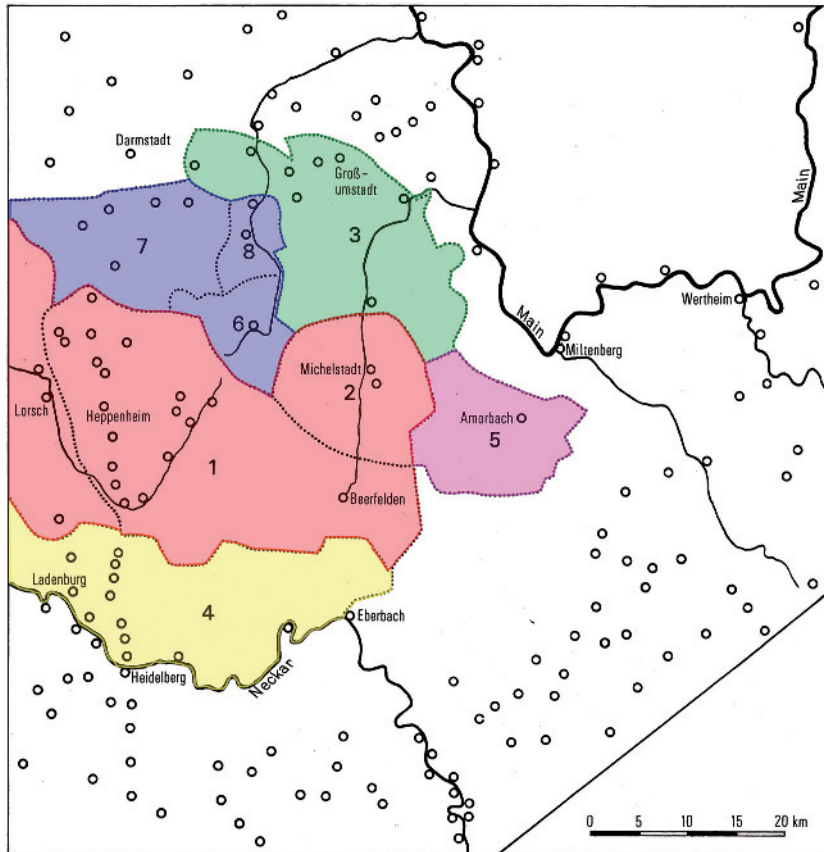 Darmstadt
Groß-
umstadt
3
7
8
Main
6
Main
Wertheim
Miltenberg
Michelstadt
2
Lorsch
Heppenheim
Amorbach
5
1
Beerfelden
Ladenburg
4
Eberbach
Heidelberg
Neckar
0 5 10 15 20 km